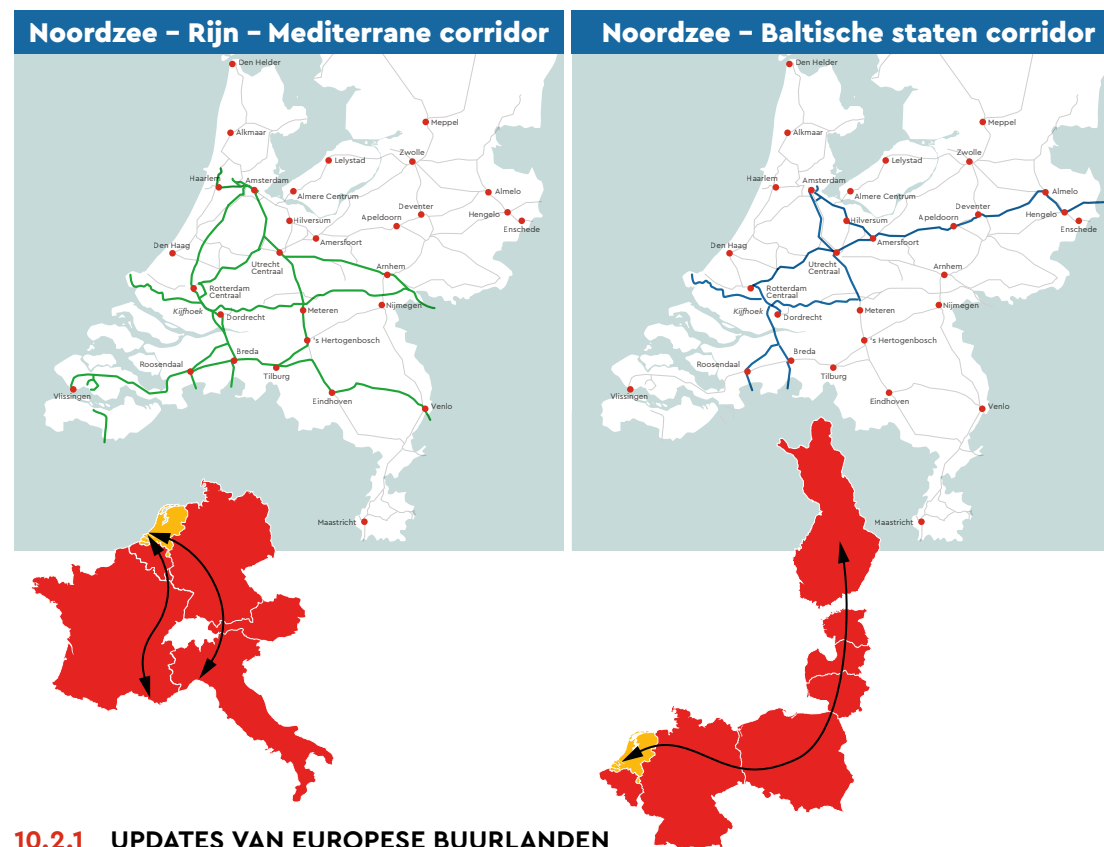 Noordzee – Rijn – Mediterrane corridor
Den Helder
Alkmaar
Meppel
Lelystad
Zwolle
Haarlem
Amsterdam
Almere Centrum
Almelo
Hilversum
Apeldoorn
Deventer
Hengelo
Enschede
Den Haag
Amersfoort
Utrecht
Centraal
Arnhem
Rotterdam
Centraal
Kijfhoek
Dordrecht
Meteren
Nijmegen
's Hertogenbosch
Roosendaal
Breda
Tilburg
Vlissingen
Eindhoven
Venlo
Maastricht
Noordzee – Baltische staten corridor
Den Helder
Alkmaar
Meppel
Lelystad
Zwolle
Haarlem
Amsterdam
Almere Centrum
Almelo
Hilversum
Apeldoorn
Deventer
Hengelo
Enschede
Den Haag
Amersfoort
Utrecht
Centraal
Arnhem
Rotterdam
Centraal
Kijfhoek
Dordrecht
Meteren
Nijmegen
's Hertogenbosch
Roosendaal
Breda
Tilburg
Vlissingen
Eindhoven
Venlo
Maastricht
10.2.1 UPDATES VAN EUROPESE BUURLANDEN